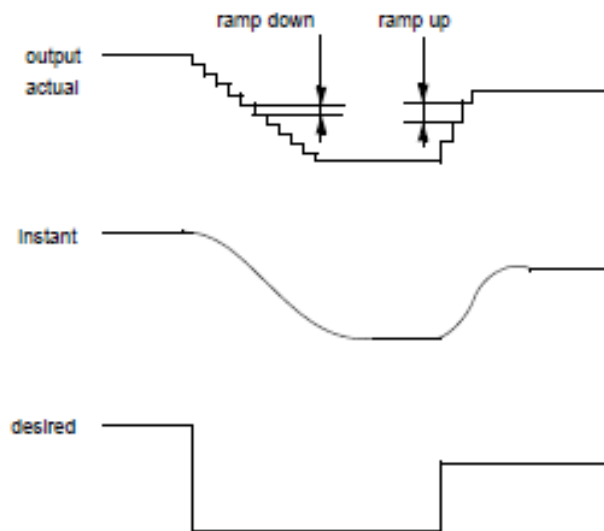 ramp down
ramp up
output
actual
Instant
desired